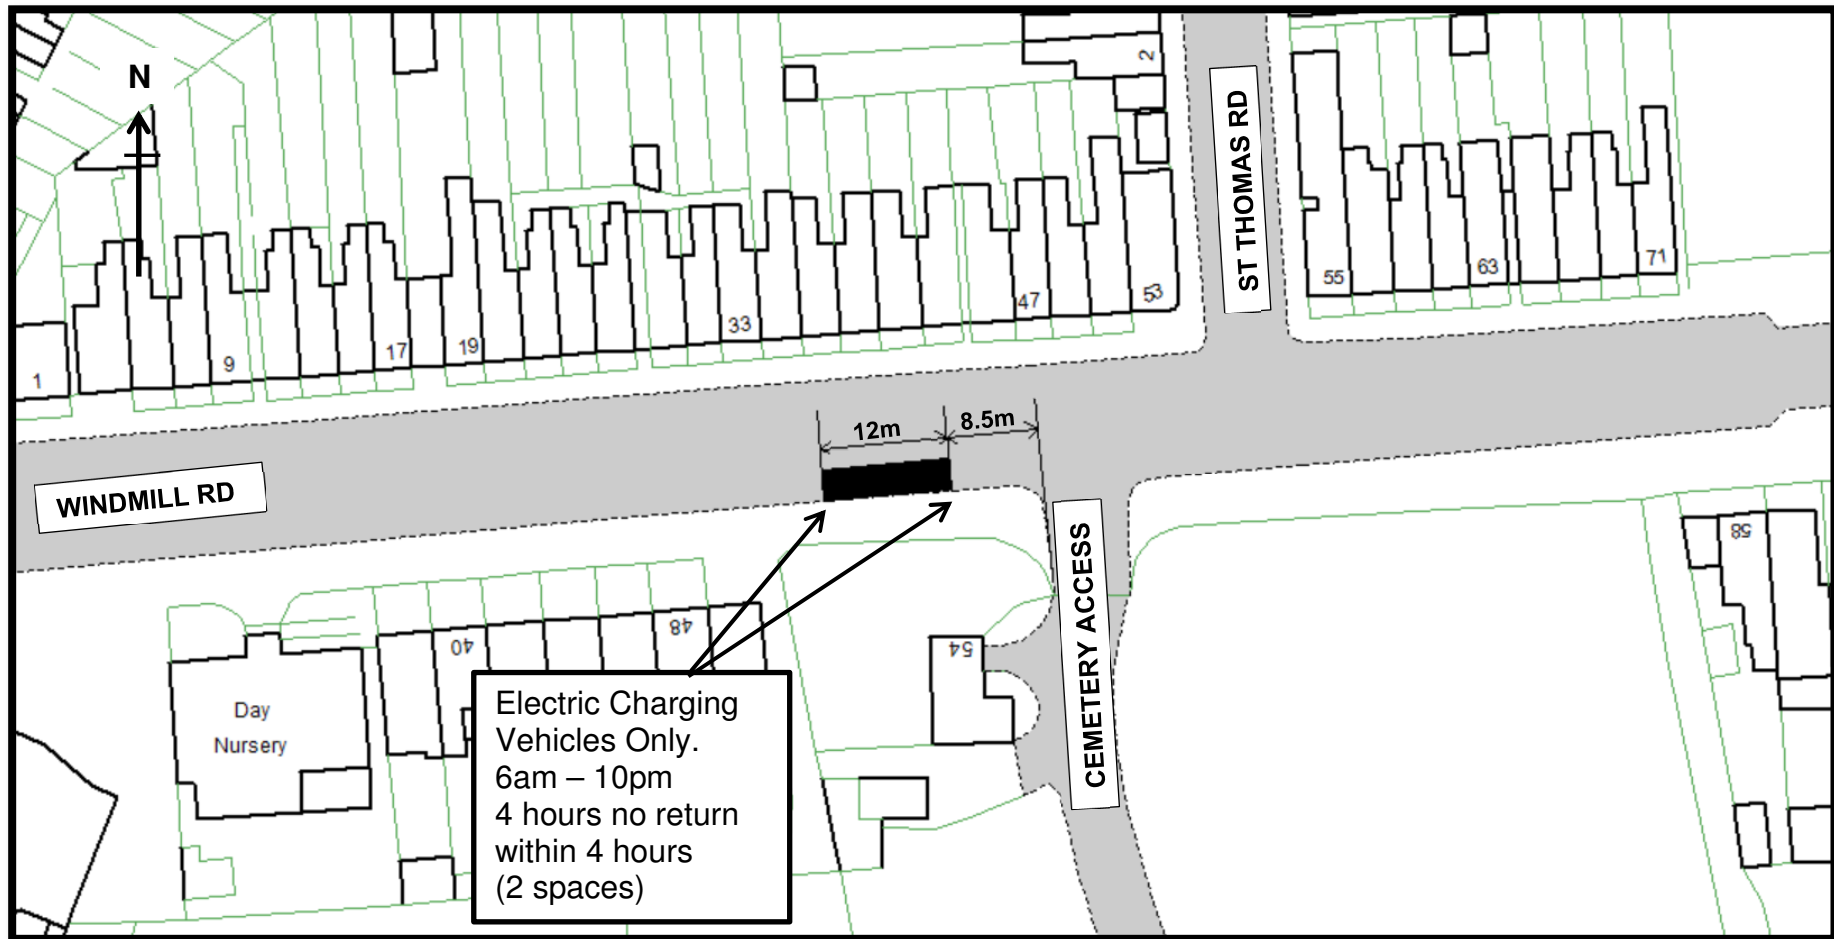 N
2
ST THOMAS RD
55
63
71
1
9
17
19
33
47
53
12m
8.5m
WINDMILL RD
40
48
54
58
CEMETERY ACCESS
Day
Nursery
Electric Charging
Vehicles Only.
6am – 10pm
4 hours no return
within 4 hours
(2 spaces)